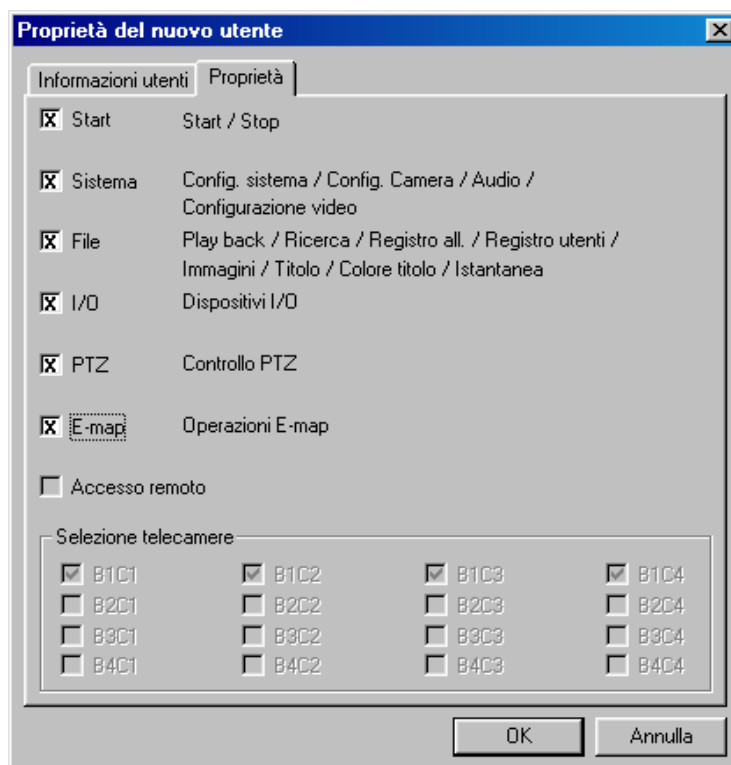 Proprietà del nuovo utente
Informazioni utenti Proprietà
Start Start / Stop
Sistema Config. sistema / Config. Camera / Audio /
Configurazione video
File Play back / Ricerca / Registro all. / Registro utenti /
Immagini / Titolo / Colore titolo / Istantanea
I/O Dispositivi I/O
PTZ Controllo PTZ
E-map Operazioni E-map
Accesso remoto
Selezione telecamere
B1C1 B1C2 B1C3 B1C4
B2C1 B2C2 B2C3 B2C4
B3C1 B3C2 B3C3 B3C4
B4C1 B4C2 B4C3 B4C4
OK Annulla